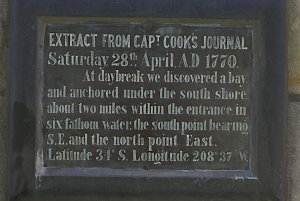 EXTRACT FROM CAPT COOK'S JOURNAL
Saturday 28th April, A.D 1770.
At daybreak we discovered a bay
and anchored under the south shore
about two miles within the entrance in
six fathom water, the south point bearing
S.E. and the north point East.
Latitude 34° S. Longitude 208° 37' W.